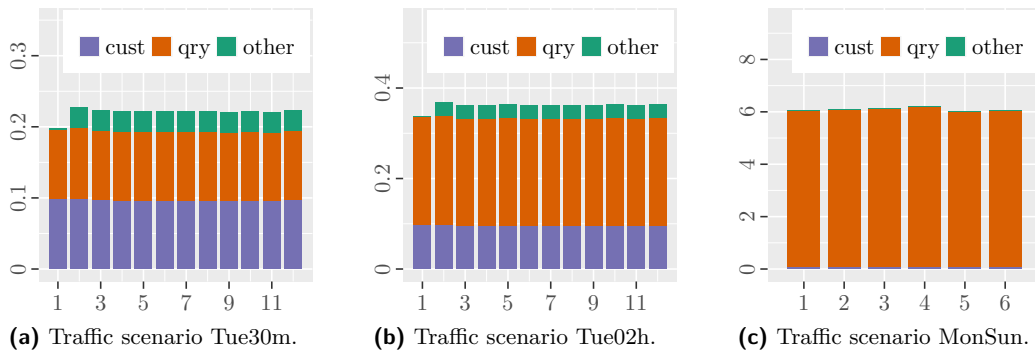 cust qry other
0.3
0.2
0.1
0
1 3 5 7 9 11
(a) Traffic scenario Tue30m.
cust qry other
0.4
0.2
0
1 3 5 7 9 11
(b) Traffic scenario Tue02h.
cust qry other
8
6
4
2
0
1 2 3 4 5 6
(c) Traffic scenario MonSun.